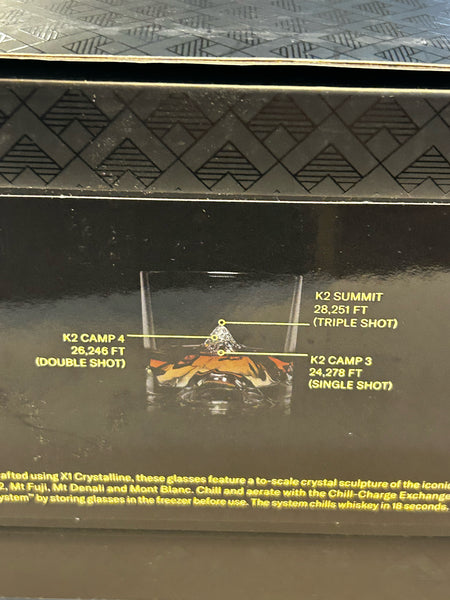 K2 SUMMIT
28,251 FT
(TRIPLE SHOT)
K2 CAMP 4
26,246 FT
(DOUBLE SHOT)
K2 CAMP 3
24,278 FT
(SINGLE SHOT)
afted using X1 Crystalline, these glasses feature a to-scale crystal sculpture of the iconic
2, Mt Fuji, Mt Denali and Mont Blanc. Chill and aerate with the Chill-Charge Exchange
ystem™ by storing glasses in the freezer before use. The system chills whiskey in 18 seconds.